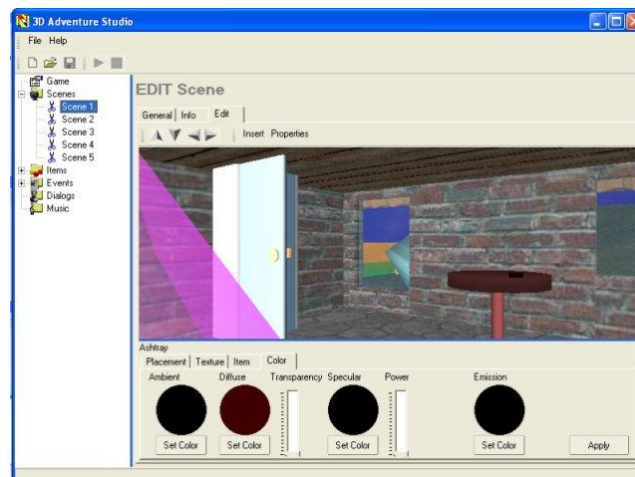 3D Adventure Studio
File Help
Game
Scenes
Scene 1
Scene 2
Scene 3
Scene 4
Scene 5
Items
Events
Dialogs
Music
EDIT Scene
General Info Edit
Insert Properties
Ashtray
Placement Texture Item Color
Ambient Diffuse Transparency Specular Power Emission
Set Color Set Color Set Color Set Color Apply